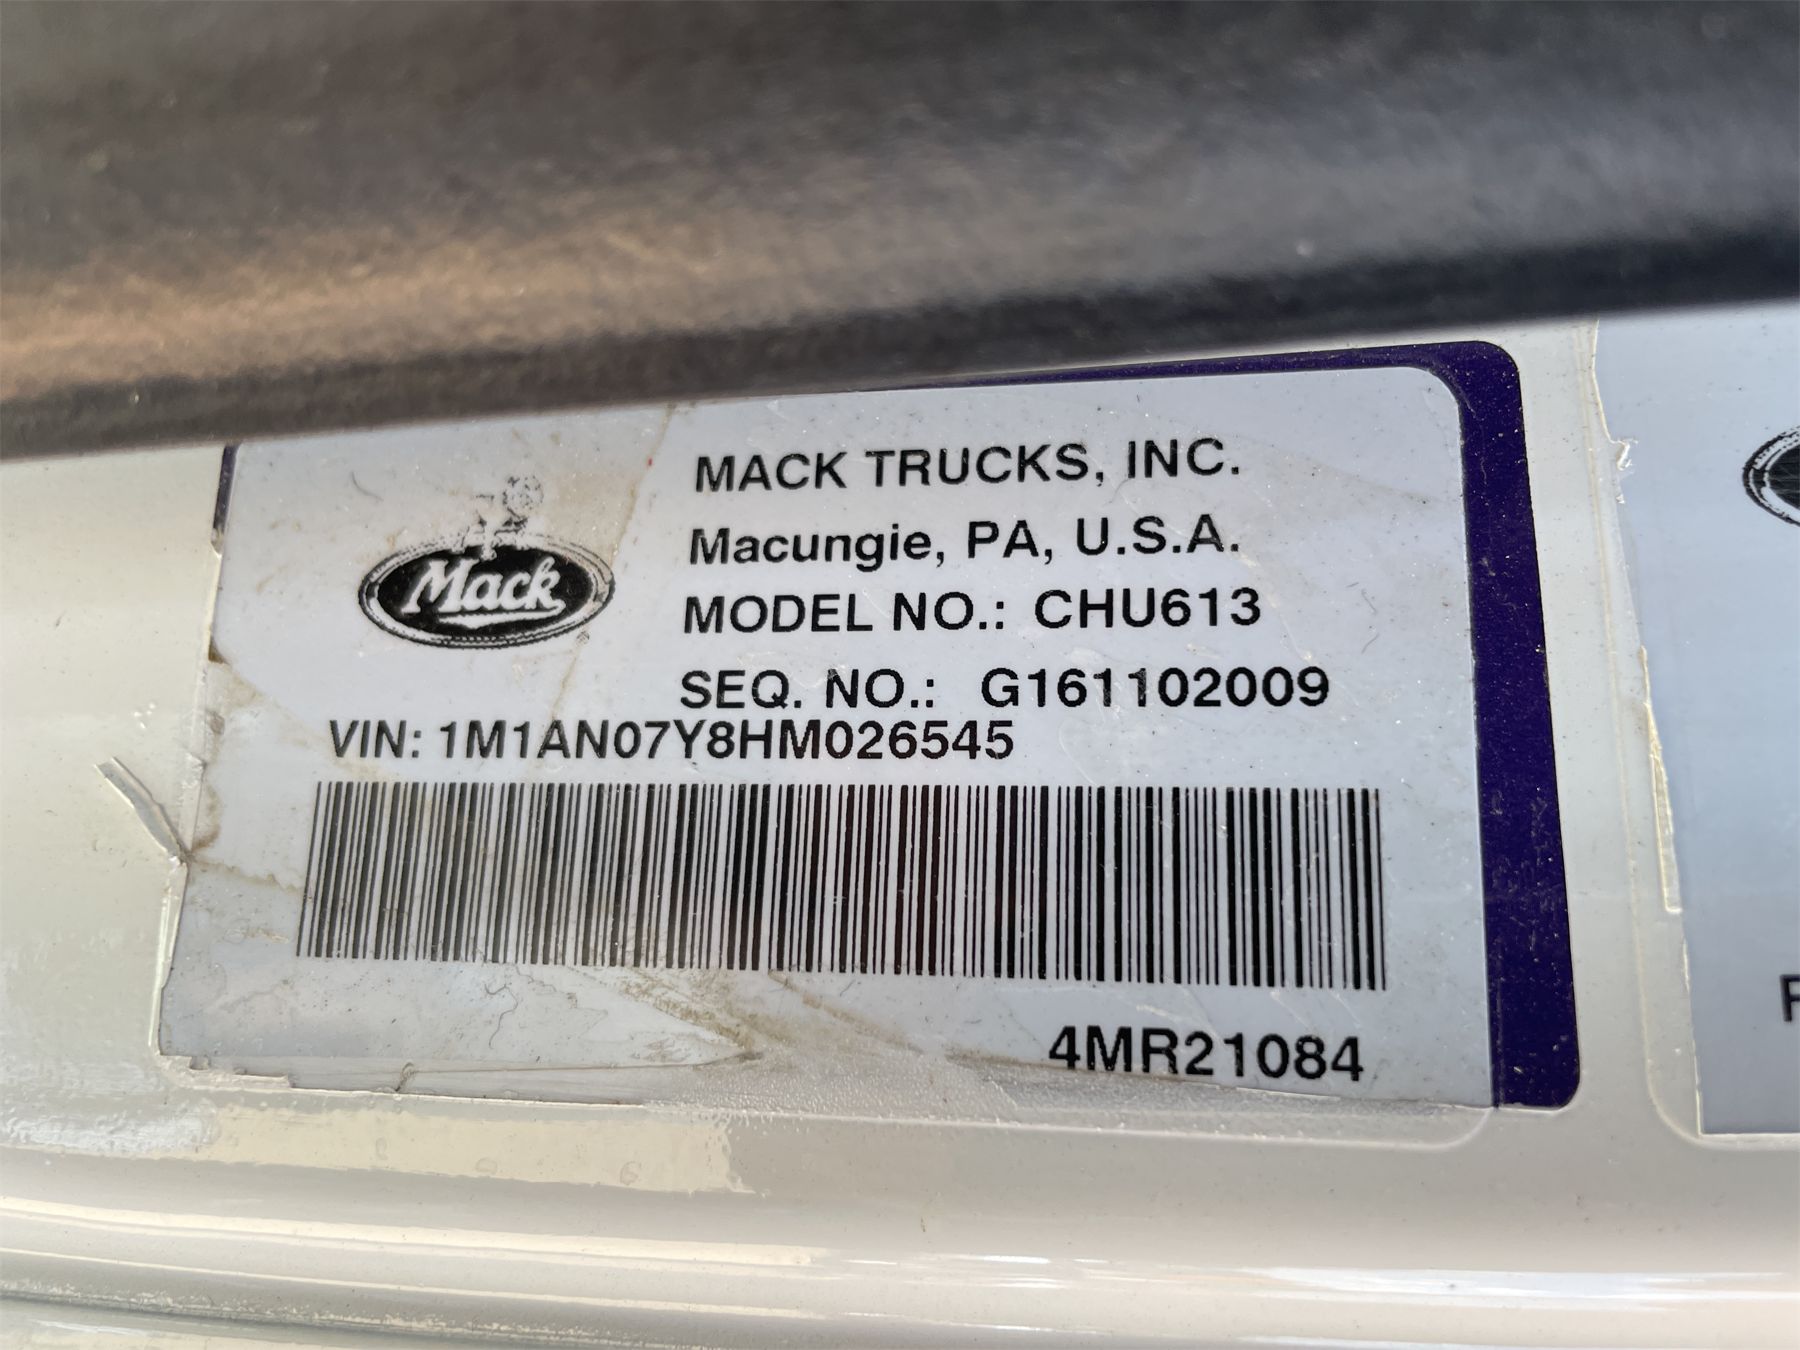 MACK TRUCKS, INC.
Macungie, PA, U.S.A.
Mack
MODEL NO.: CHU613
SEQ. NO.: G161102009
VIN: 1M1AN07Y8HM026545
4MR21084